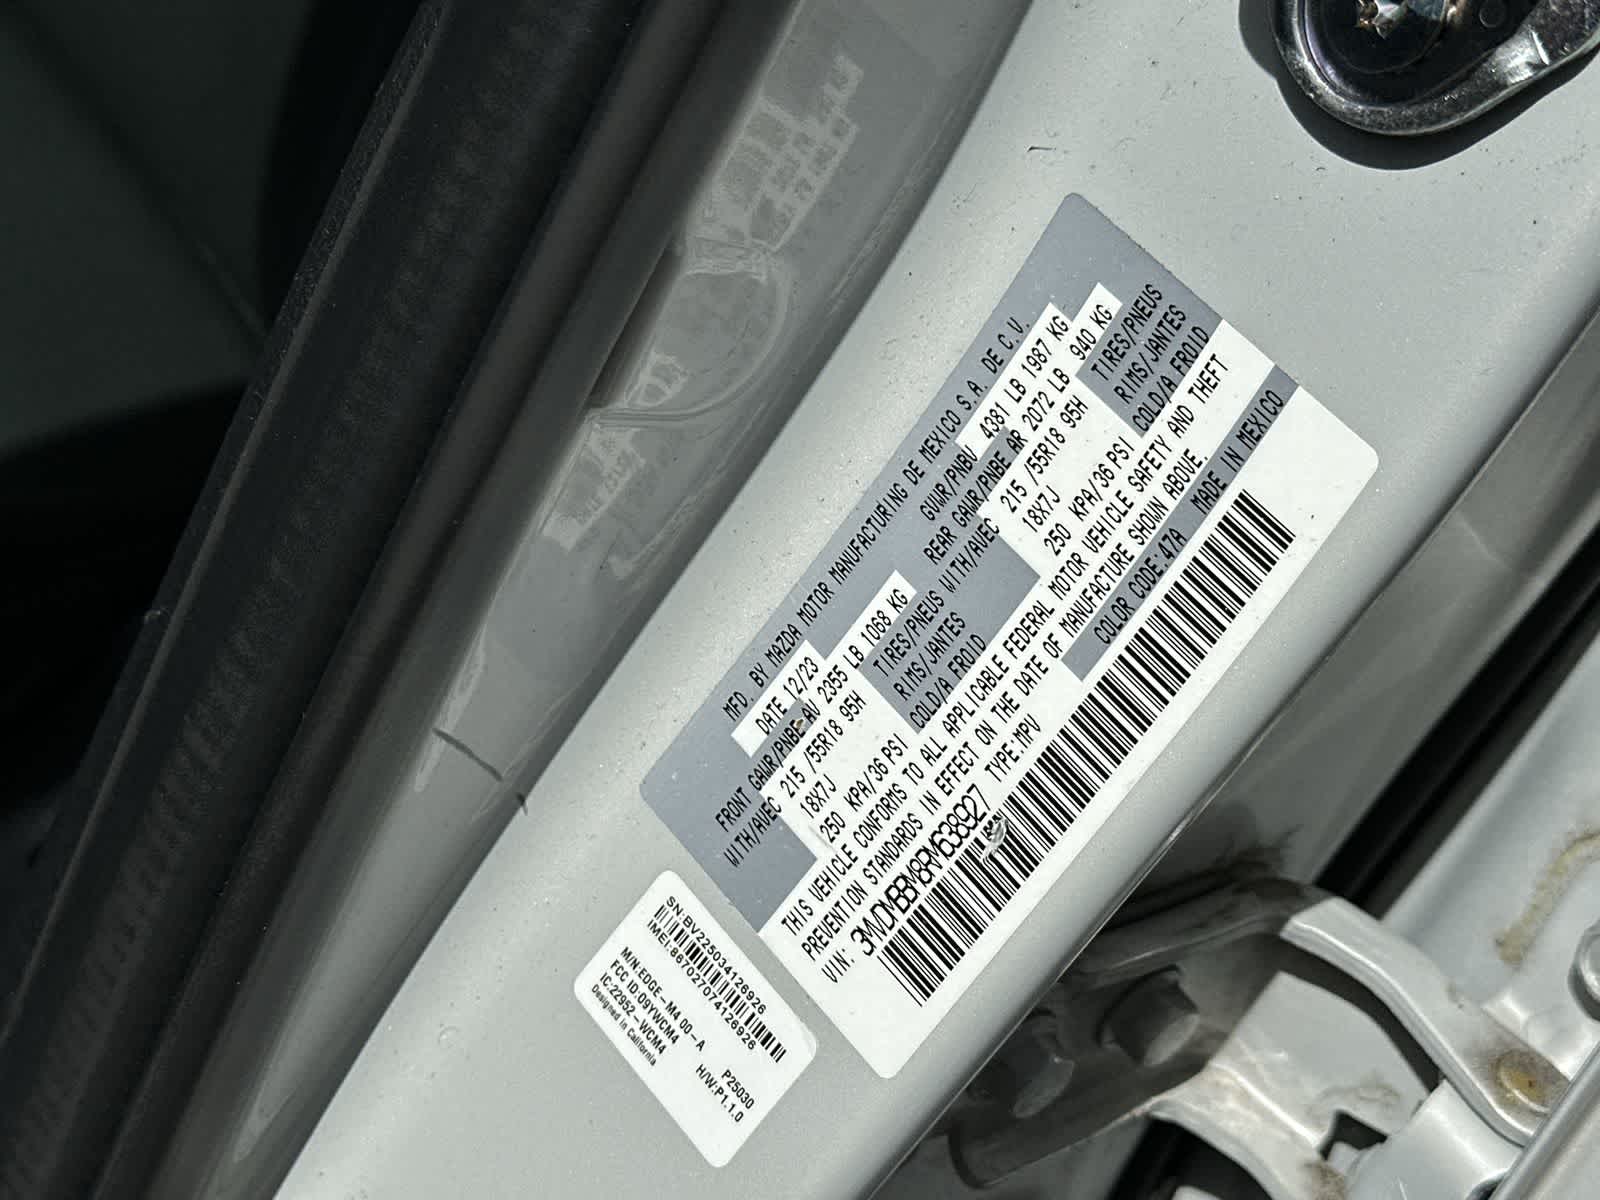 MFD. BY MAZDA MOTOR MANUFACTURING DE MEXICO S.A. DE C.V.
DATE 12/23 GVWR/PNBV 4381 LB 1987 KG
FRONT GAWR/PNBE AV 2355 LB 1068 KG REAR GAWR/PNBE AR 2072 LB 940 KG
WITH/AVEC 215 /55R18 95H TIRES/PNEUS WITH/AVEC 215 /55R18 95H TIRES/PNEUS
18X7J RIMS/JANTES 18X7J RIMS/JANTES
250 KPA/36 PSI COLD/A FROID 250 KPA/36 PSI COLD/A FROID
THIS VEHICLE CONFORMS TO ALL APPLICABLE FEDERAL MOTOR VEHICLE SAFETY AND THEFT
PREVENTION STANDARDS IN EFFECT ON THE DATE OF MANUFACTURE SHOWN ABOVE.
VIN: 3MVDMBBM8RM638927 TYPE:MPV COLOR CODE:47A MADE IN MEXICO
SN:BV225034126926
IMEI:867027074126926
M/N:EDGE-M4 00-A P25030
FCC ID:09YWCM4 H/W:P1.1.0
IC:22952-WCM4
Designed in California